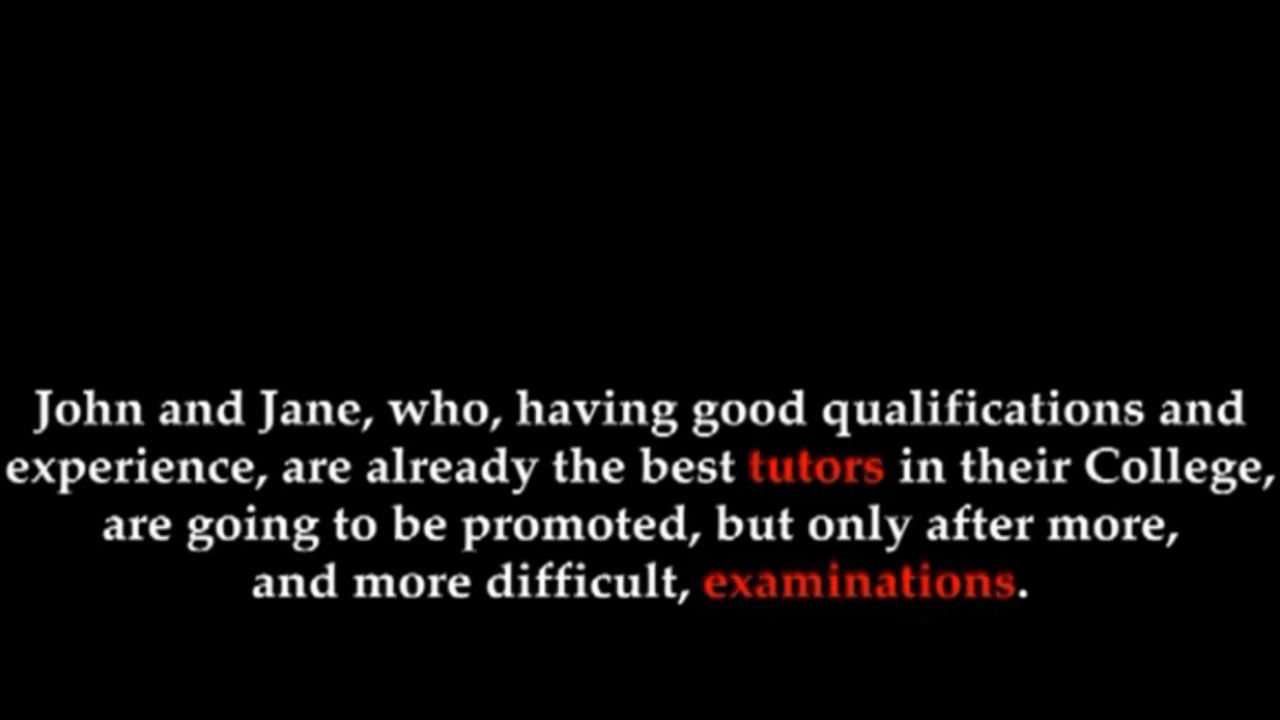 John and Jane, who, having good qualifications and
experience, are already the best tutors in their College,
are going to be promoted, but only after more,
and more difficult, examinations.